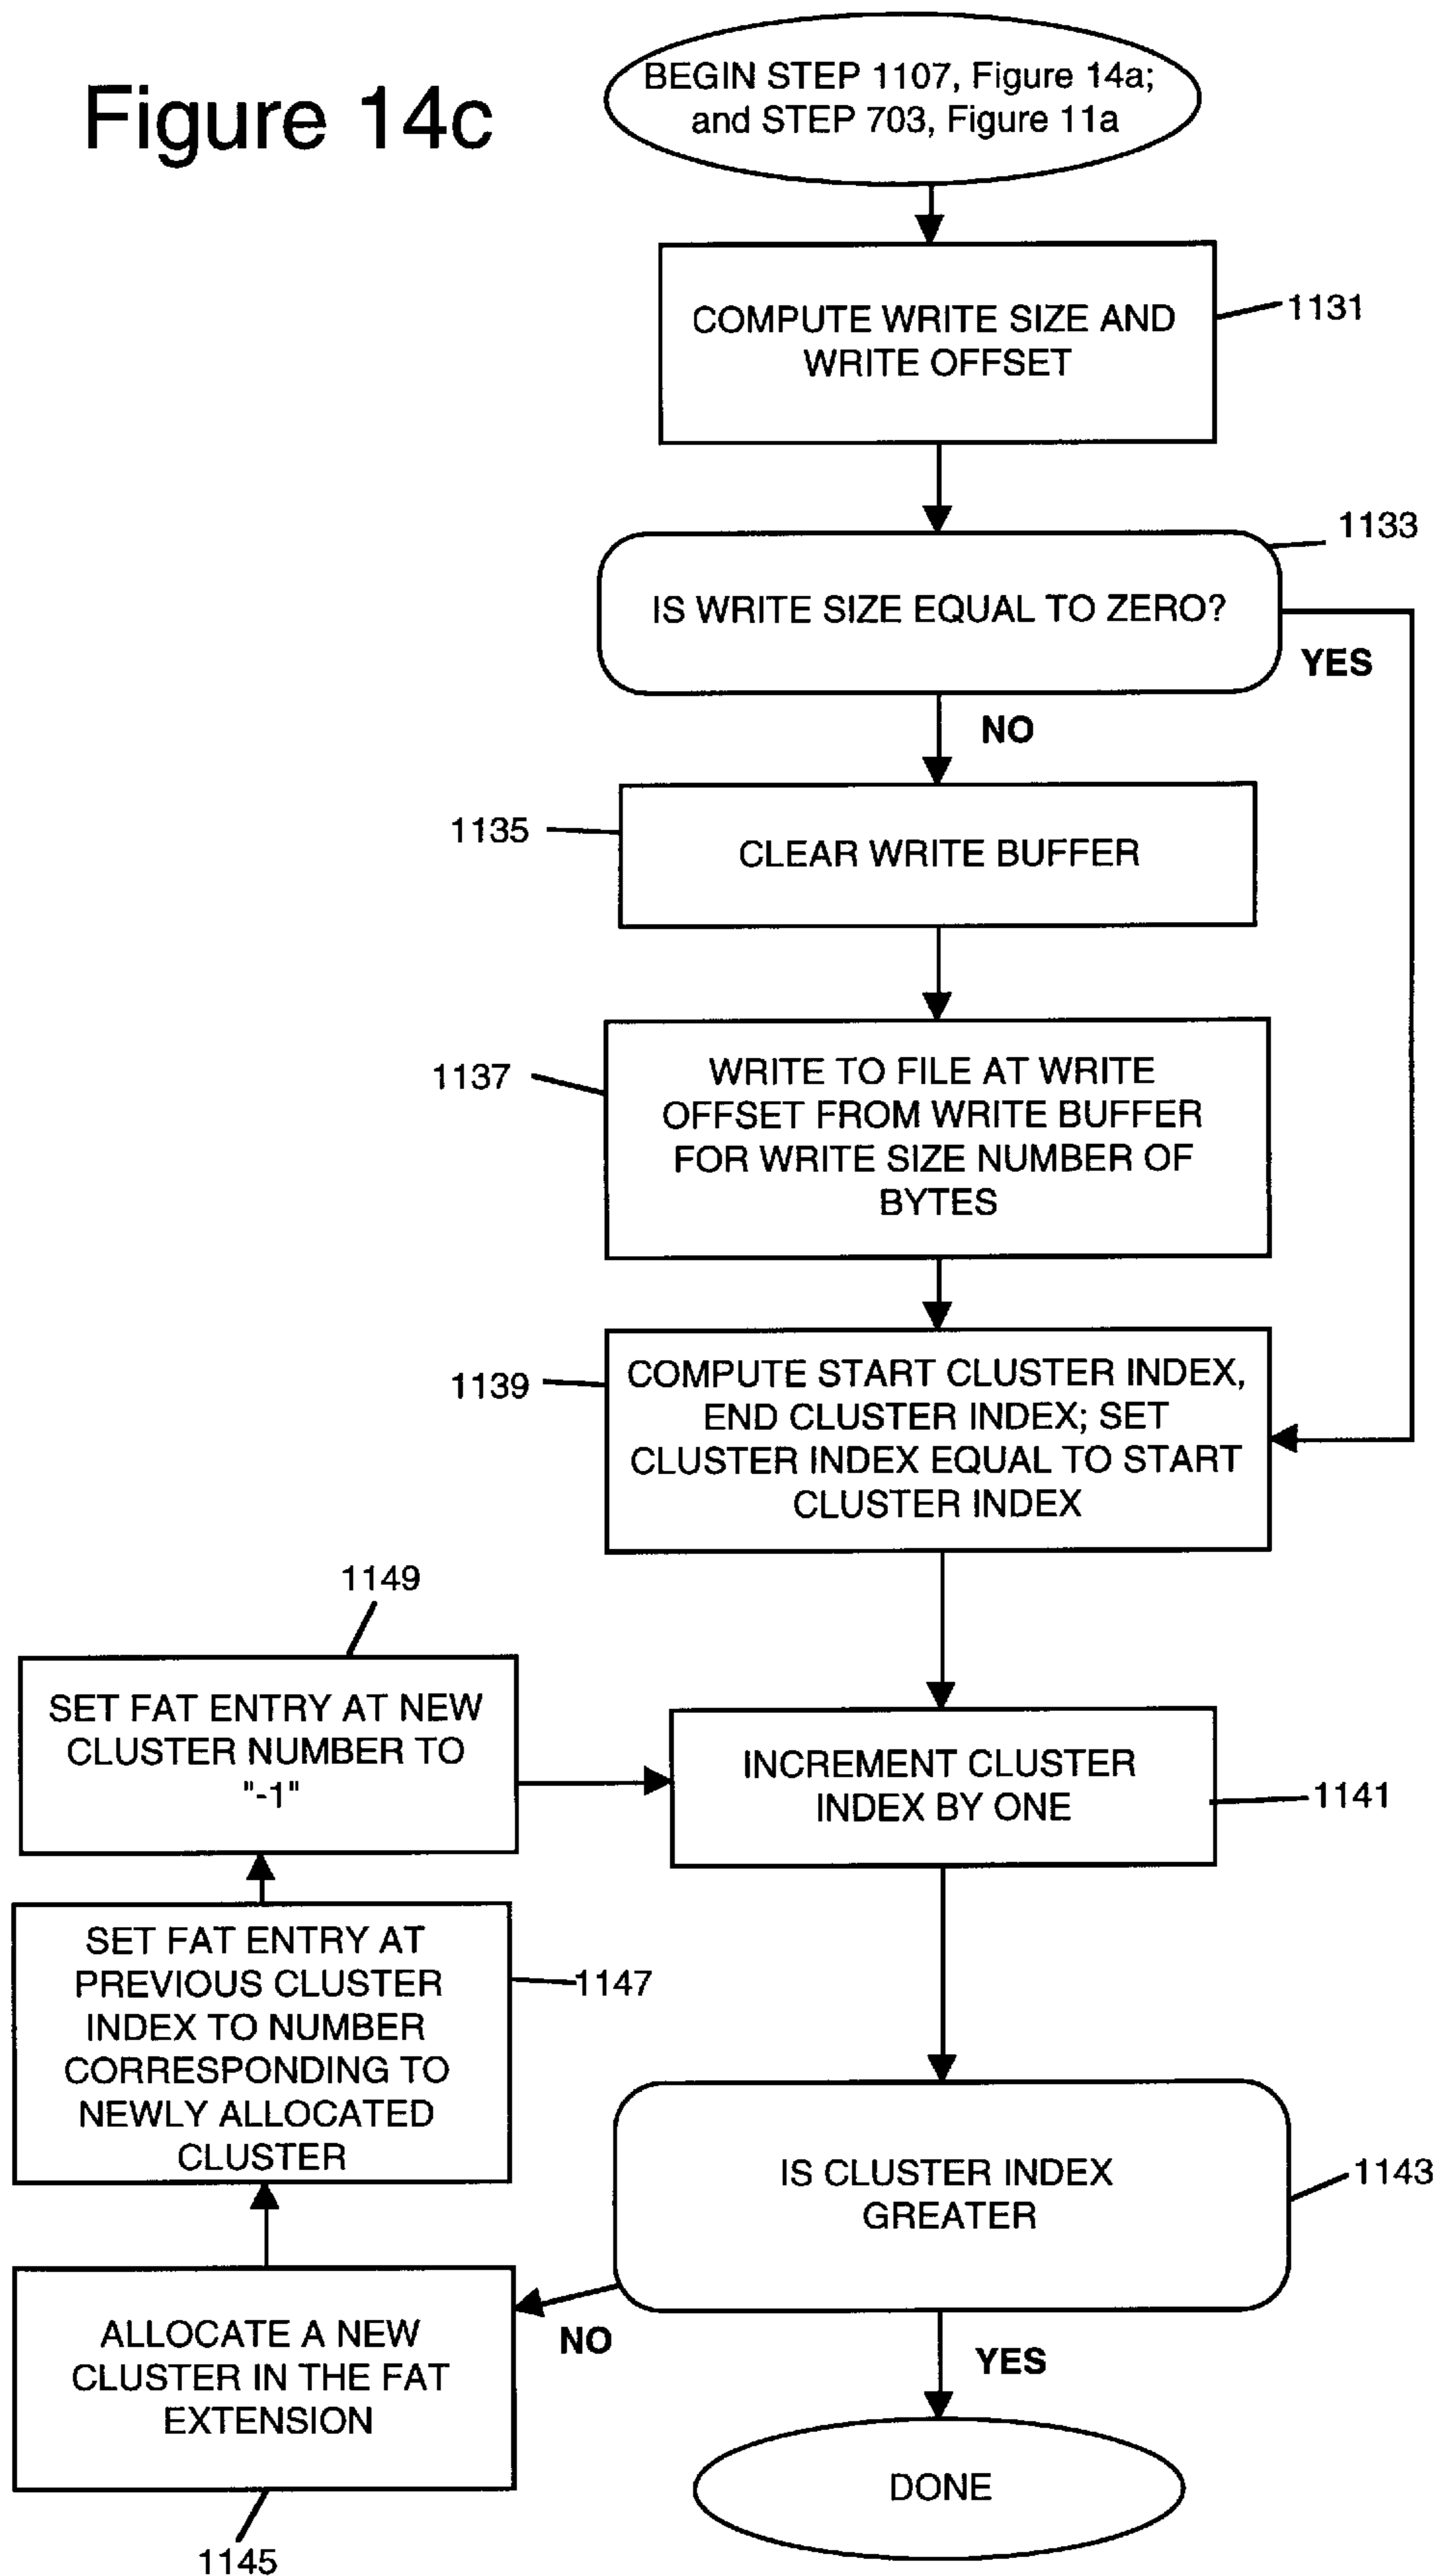 Figure 14c
BEGIN STEP 1107, Figure 14a;
and STEP 703, Figure 11a
COMPUTE WRITE SIZE AND
WRITE OFFSET
1131
1133
IS WRITE SIZE EQUAL TO ZERO?
YES
NO
1135
CLEAR WRITE BUFFER
1137
WRITE TO FILE AT WRITE
OFFSET FROM WRITE BUFFER
FOR WRITE SIZE NUMBER OF
BYTES
1139
COMPUTE START CLUSTER INDEX,
END CLUSTER INDEX; SET
CLUSTER INDEX EQUAL TO START
CLUSTER INDEX
1149
SET FAT ENTRY AT NEW
CLUSTER NUMBER TO
"-1"
INCREMENT CLUSTER
INDEX BY ONE
1141
SET FAT ENTRY AT
PREVIOUS CLUSTER
INDEX TO NUMBER
CORRESPONDING TO
NEWLY ALLOCATED
CLUSTER
1147
IS CLUSTER INDEX
GREATER
1143
ALLOCATE A NEW
CLUSTER IN THE FAT
EXTENSION
NO
YES
DONE
1145